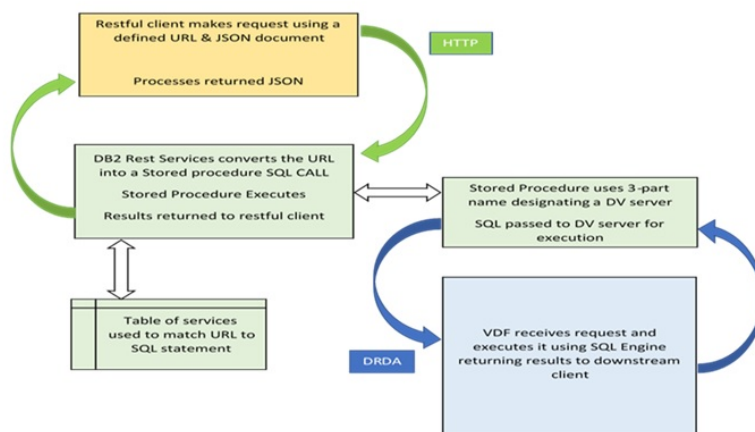 Restful client makes request using a
defined URL & JSON document
Processes returned JSON
HTTP
DB2 Rest Services converts the URL
into a Stored procedure SQL CALL
Stored Procedure Executes
Results returned to restful client
Stored Procedure uses 3-part
name designating a DV server
SQL passed to DV server for
execution
Table of services
used to match URL to
SQL statement
DRDA
VDF receives request and
executes it using SQL Engine
returning results to downstream
client